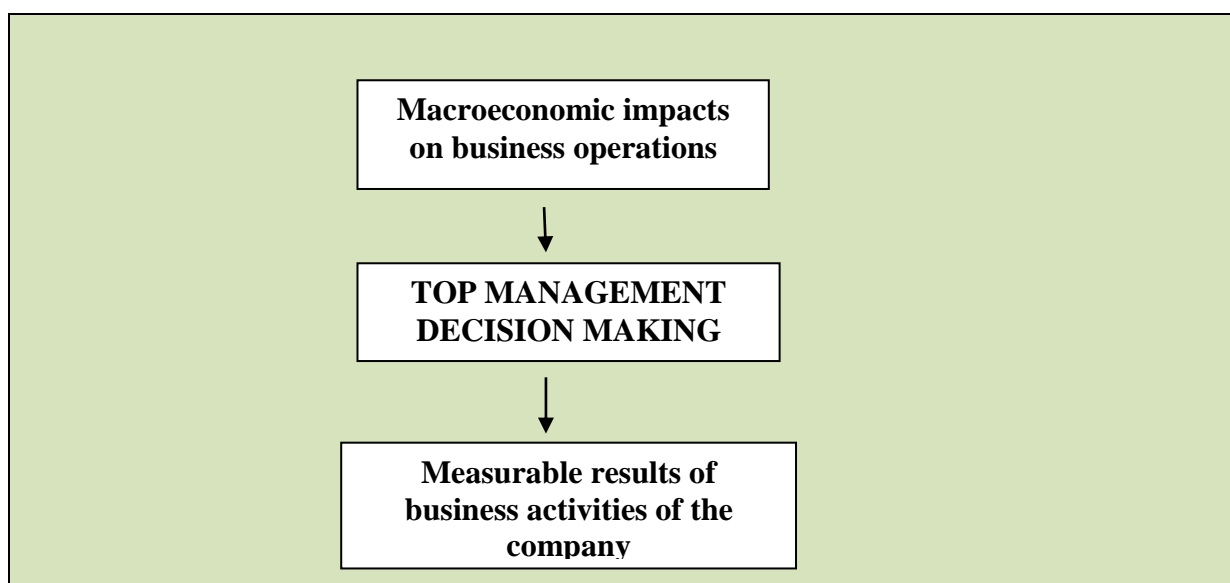 Macroeconomic impacts
on business operations
TOP MANAGEMENT
DECISION MAKING
Measurable results of
business activities of the
company